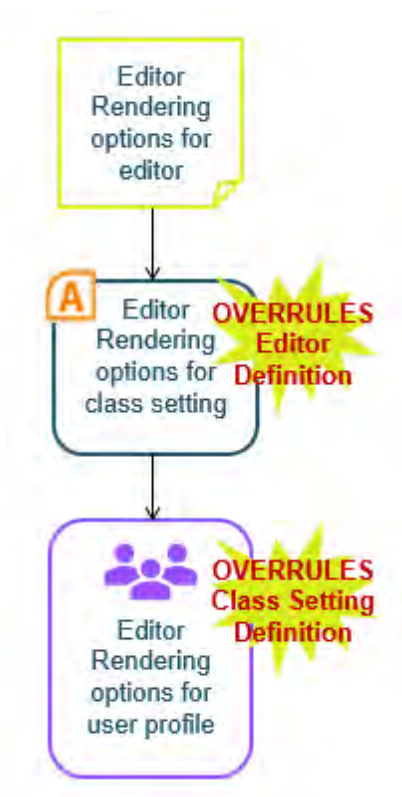 Editor
Rendering
options for
editor
A
Editor
Rendering
options for
class setting
OVERRULES
Editor
Definition
Editor
Rendering
options for
user profile
OVERRULES
Class Setting
Definition